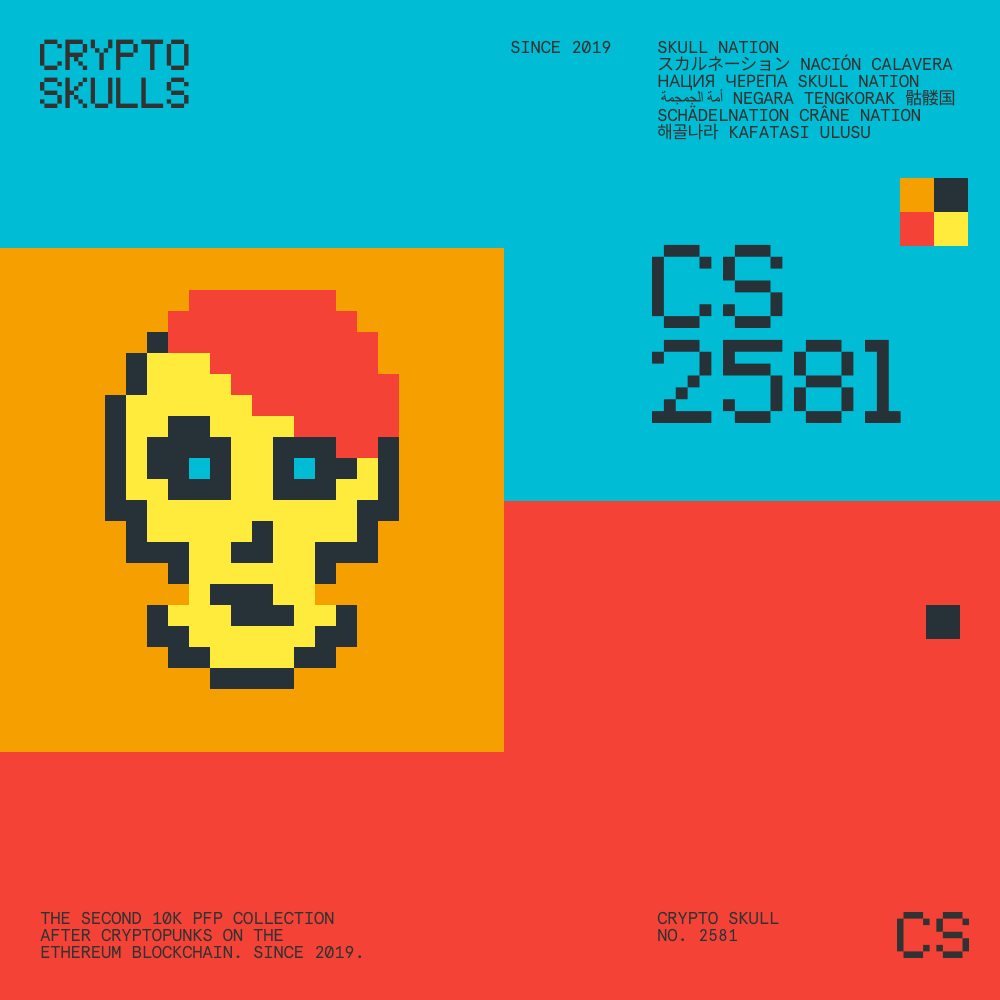 CRYPTO
SKULLS
SINCE 2019
SKULL NATION
スカルネーション NACIÓN CALAVERA
НАЦИЯ ЧЕРЕПА SKULL NATION
أمة الجمجمة NEGARA TENGKORAK 骷髅国
SCHÄDELNATION CRÂNE NATION
해골나라 KAFATASI ULUSU
CS
2581
THE SECOND 10K PFP COLLECTION
AFTER CRYPTOPUNKS ON THE
ETHEREUM BLOCKCHAIN. SINCE 2019.
CRYPTO SKULL
NO. 2581
CS